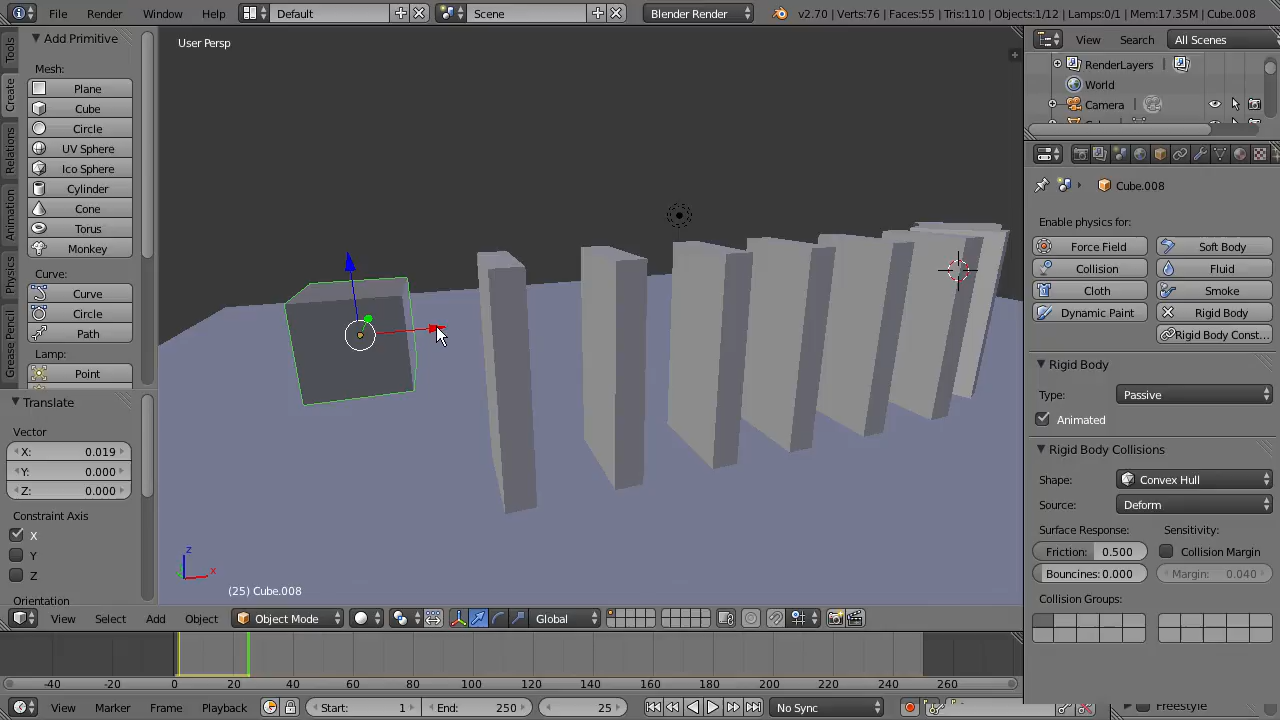 File Render Window Help Default Scene Blender Render v2.70 | Verts:76 | Faces:55 | Tris:110 | Objects:1/12 | Lamps:0/1 | Mem:17.35M | Cube.008
Add Primitive
Mesh:
Plane
Cube
Circle
UV Sphere
Ico Sphere
Cylinder
Cone
Torus
Monkey
Curve:
Curve
Circle
Path
Lamp:
Point
Tools
Create
Relations
Animation
Physics
Grease Pencil
Translate
Vector
X: 0.019
Y: 0.000
Z: 0.000
Constraint Axis
X
Y
Z
Orientation
User Persp
z
x
(25) Cube.008
View Select Add Object Object Mode Global
-40 -20 0 20 40 60 80 100 120 140 160 180 200 220 240 260
View Marker Frame Playback Start: 1 End: 250 25 No Sync
View Search All Scenes
RenderLayers
World
Camera
Cube.008
Enable physics for:
Force Field Soft Body
Collision Fluid
Cloth Smoke
Dynamic Paint Rigid Body
Rigid Body Const...
Rigid Body
Type: Passive
Animated
Rigid Body Collisions
Shape: Convex Hull
Source: Deform
Surface Response: Sensitivity:
Friction: 0.500 Collision Margin
Bouncines: 0.000 Margin: 0.040
Collision Groups:
Freestyle